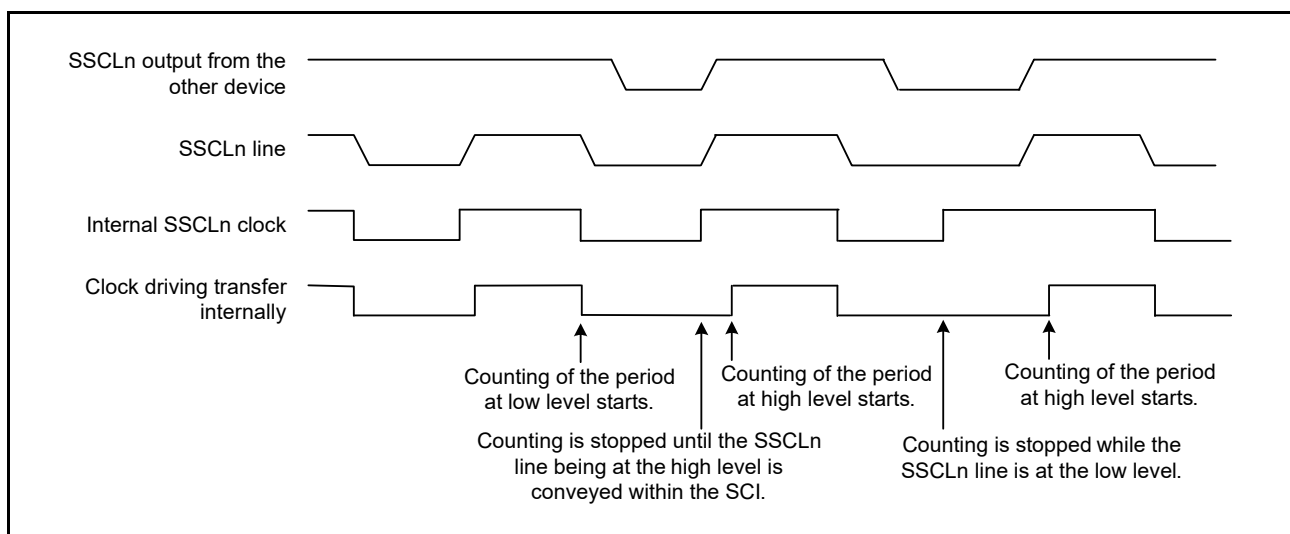 SSCLn output from the
other device
SSCLn line
Internal SSCLn clock
Clock driving transfer
internally
Counting of the period
at low level starts.
Counting of the period
at high level starts.
Counting of the period
at high level starts.
Counting is stopped until the SSCLn
line being at the high level is
conveyed within the SCI.
Counting is stopped while the
SSCLn line is at the low level.